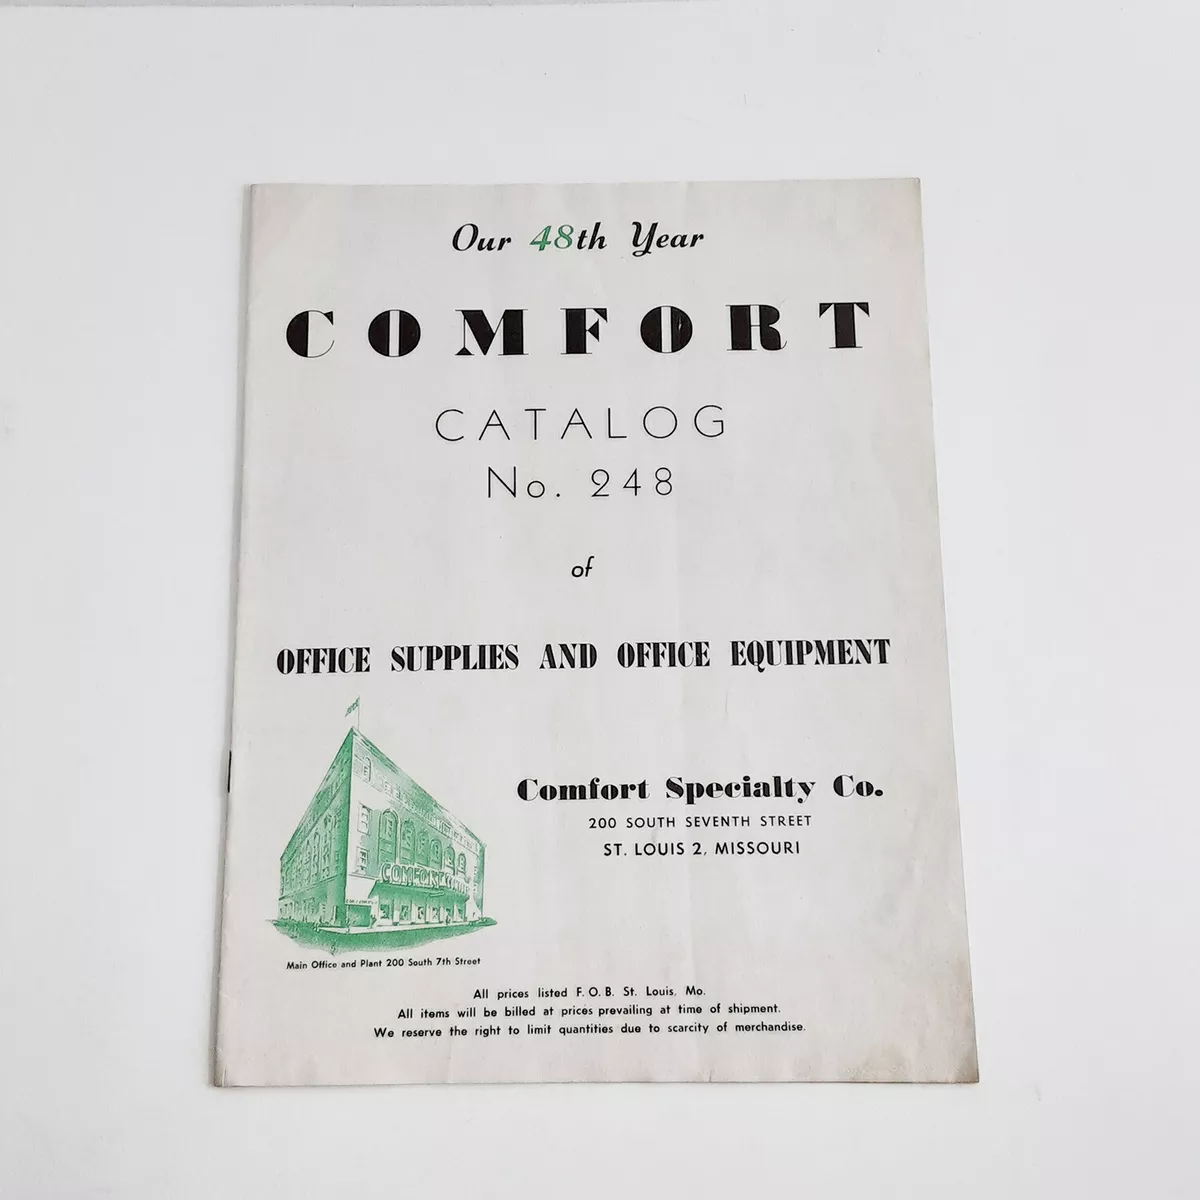 Our 48th Year
COMFORT
CATALOG
No. 248
of
OFFICE SUPPLIES AND OFFICE EQUIPMENT
COMFORT
Comfort Specialty Co.
200 SOUTH SEVENTH STREET
ST. LOUIS 2, MISSOURI
Main Office and Plant 200 South 7th Street
All prices listed F. O. B. St. Louis, Mo.
All items will be billed at prices prevailing at time of shipment.
We reserve the right to limit quantities due to scarcity of merchandise.